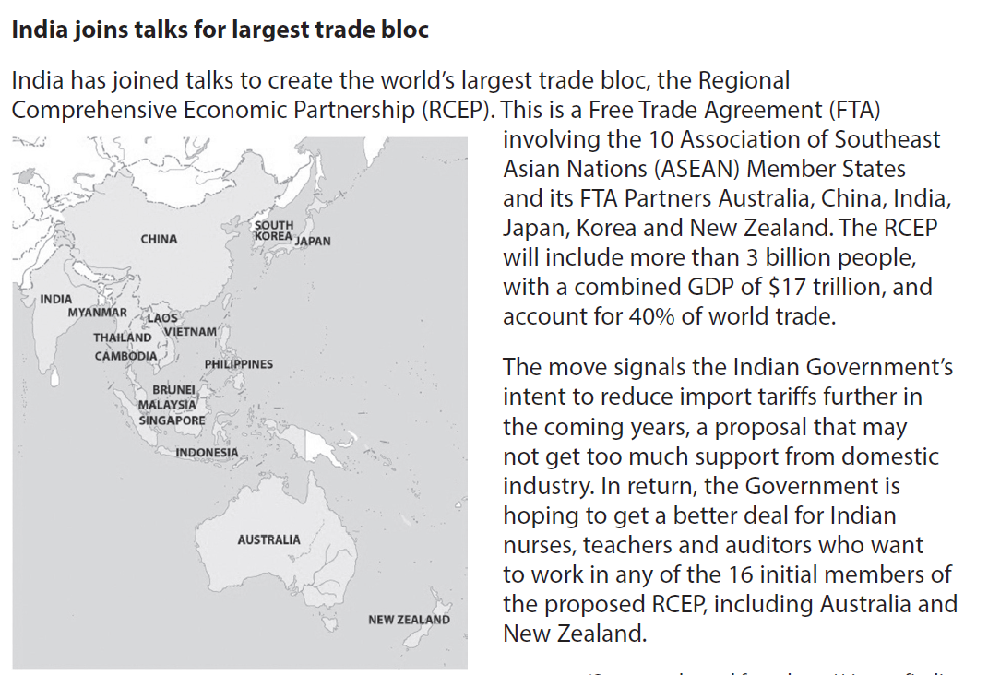 India joins talks for largest trade bloc
India has joined talks to create the world’s largest trade bloc, the Regional
Comprehensive Economic Partnership (RCEP). This is a Free Trade Agreement (FTA)
involving the 10 Association of Southeast
Asian Nations (ASEAN) Member States
and its FTA Partners Australia, China, India,
Japan, Korea and New Zealand. The RCEP
will include more than 3 billion people,
with a combined GDP of $17 trillion, and
account for 40% of world trade.
The move signals the Indian Government’s
intent to reduce import tariffs further in
the coming years, a proposal that may
not get too much support from domestic
industry. In return, the Government is
hoping to get a better deal for Indian
nurses, teachers and auditors who want
to work in any of the 16 initial members of
the proposed RCEP, including Australia and
New Zealand.
SOUTH
KOREA
JAPAN
CHINA
INDIA
MYANMAR
LAOS
VIETNAM
THAILAND
CAMBODIA
PHILIPPINES
BRUNEI
MALAYSIA
SINGAPORE
INDONESIA
AUSTRALIA
NEW ZEALAND